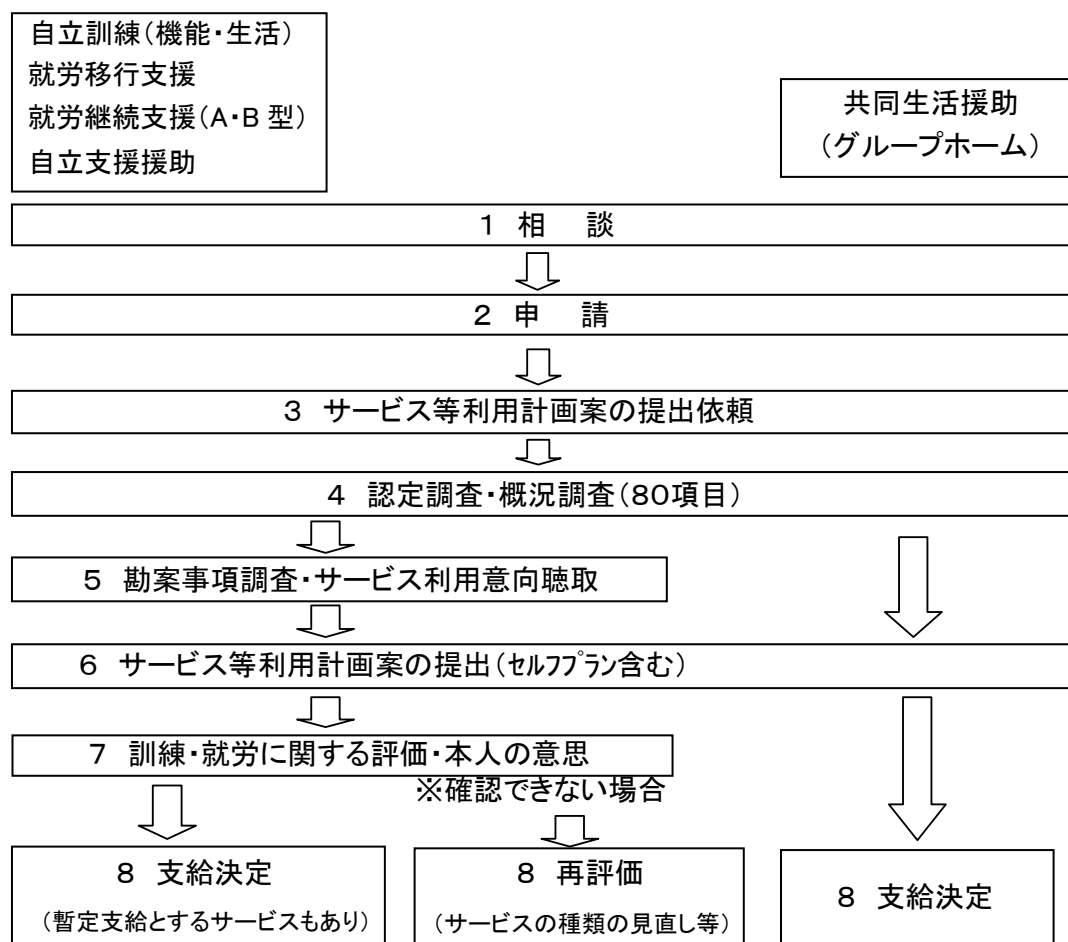 自立訓練(機能・生活)
就労移行支援
就労継続支援(A・B 型)
自立支援援助
共同生活援助
(グループホーム)
1 相 談
2 申 請
3 サービス等利用計画案の提出依頼
4 認定調査・概況調査(80項目)
5 勘案事項調査・サービス利用意向聴取
6 サービス等利用計画案の提出(ｾﾙﾌﾌﾟﾗﾝ含む)
7 訓練・就労に関する評価・本人の意思
※確認できない場合
8 支給決定
(暫定支給とするサービスもあり)
8 再評価
(サービスの種類の見直し等)
8 支給決定